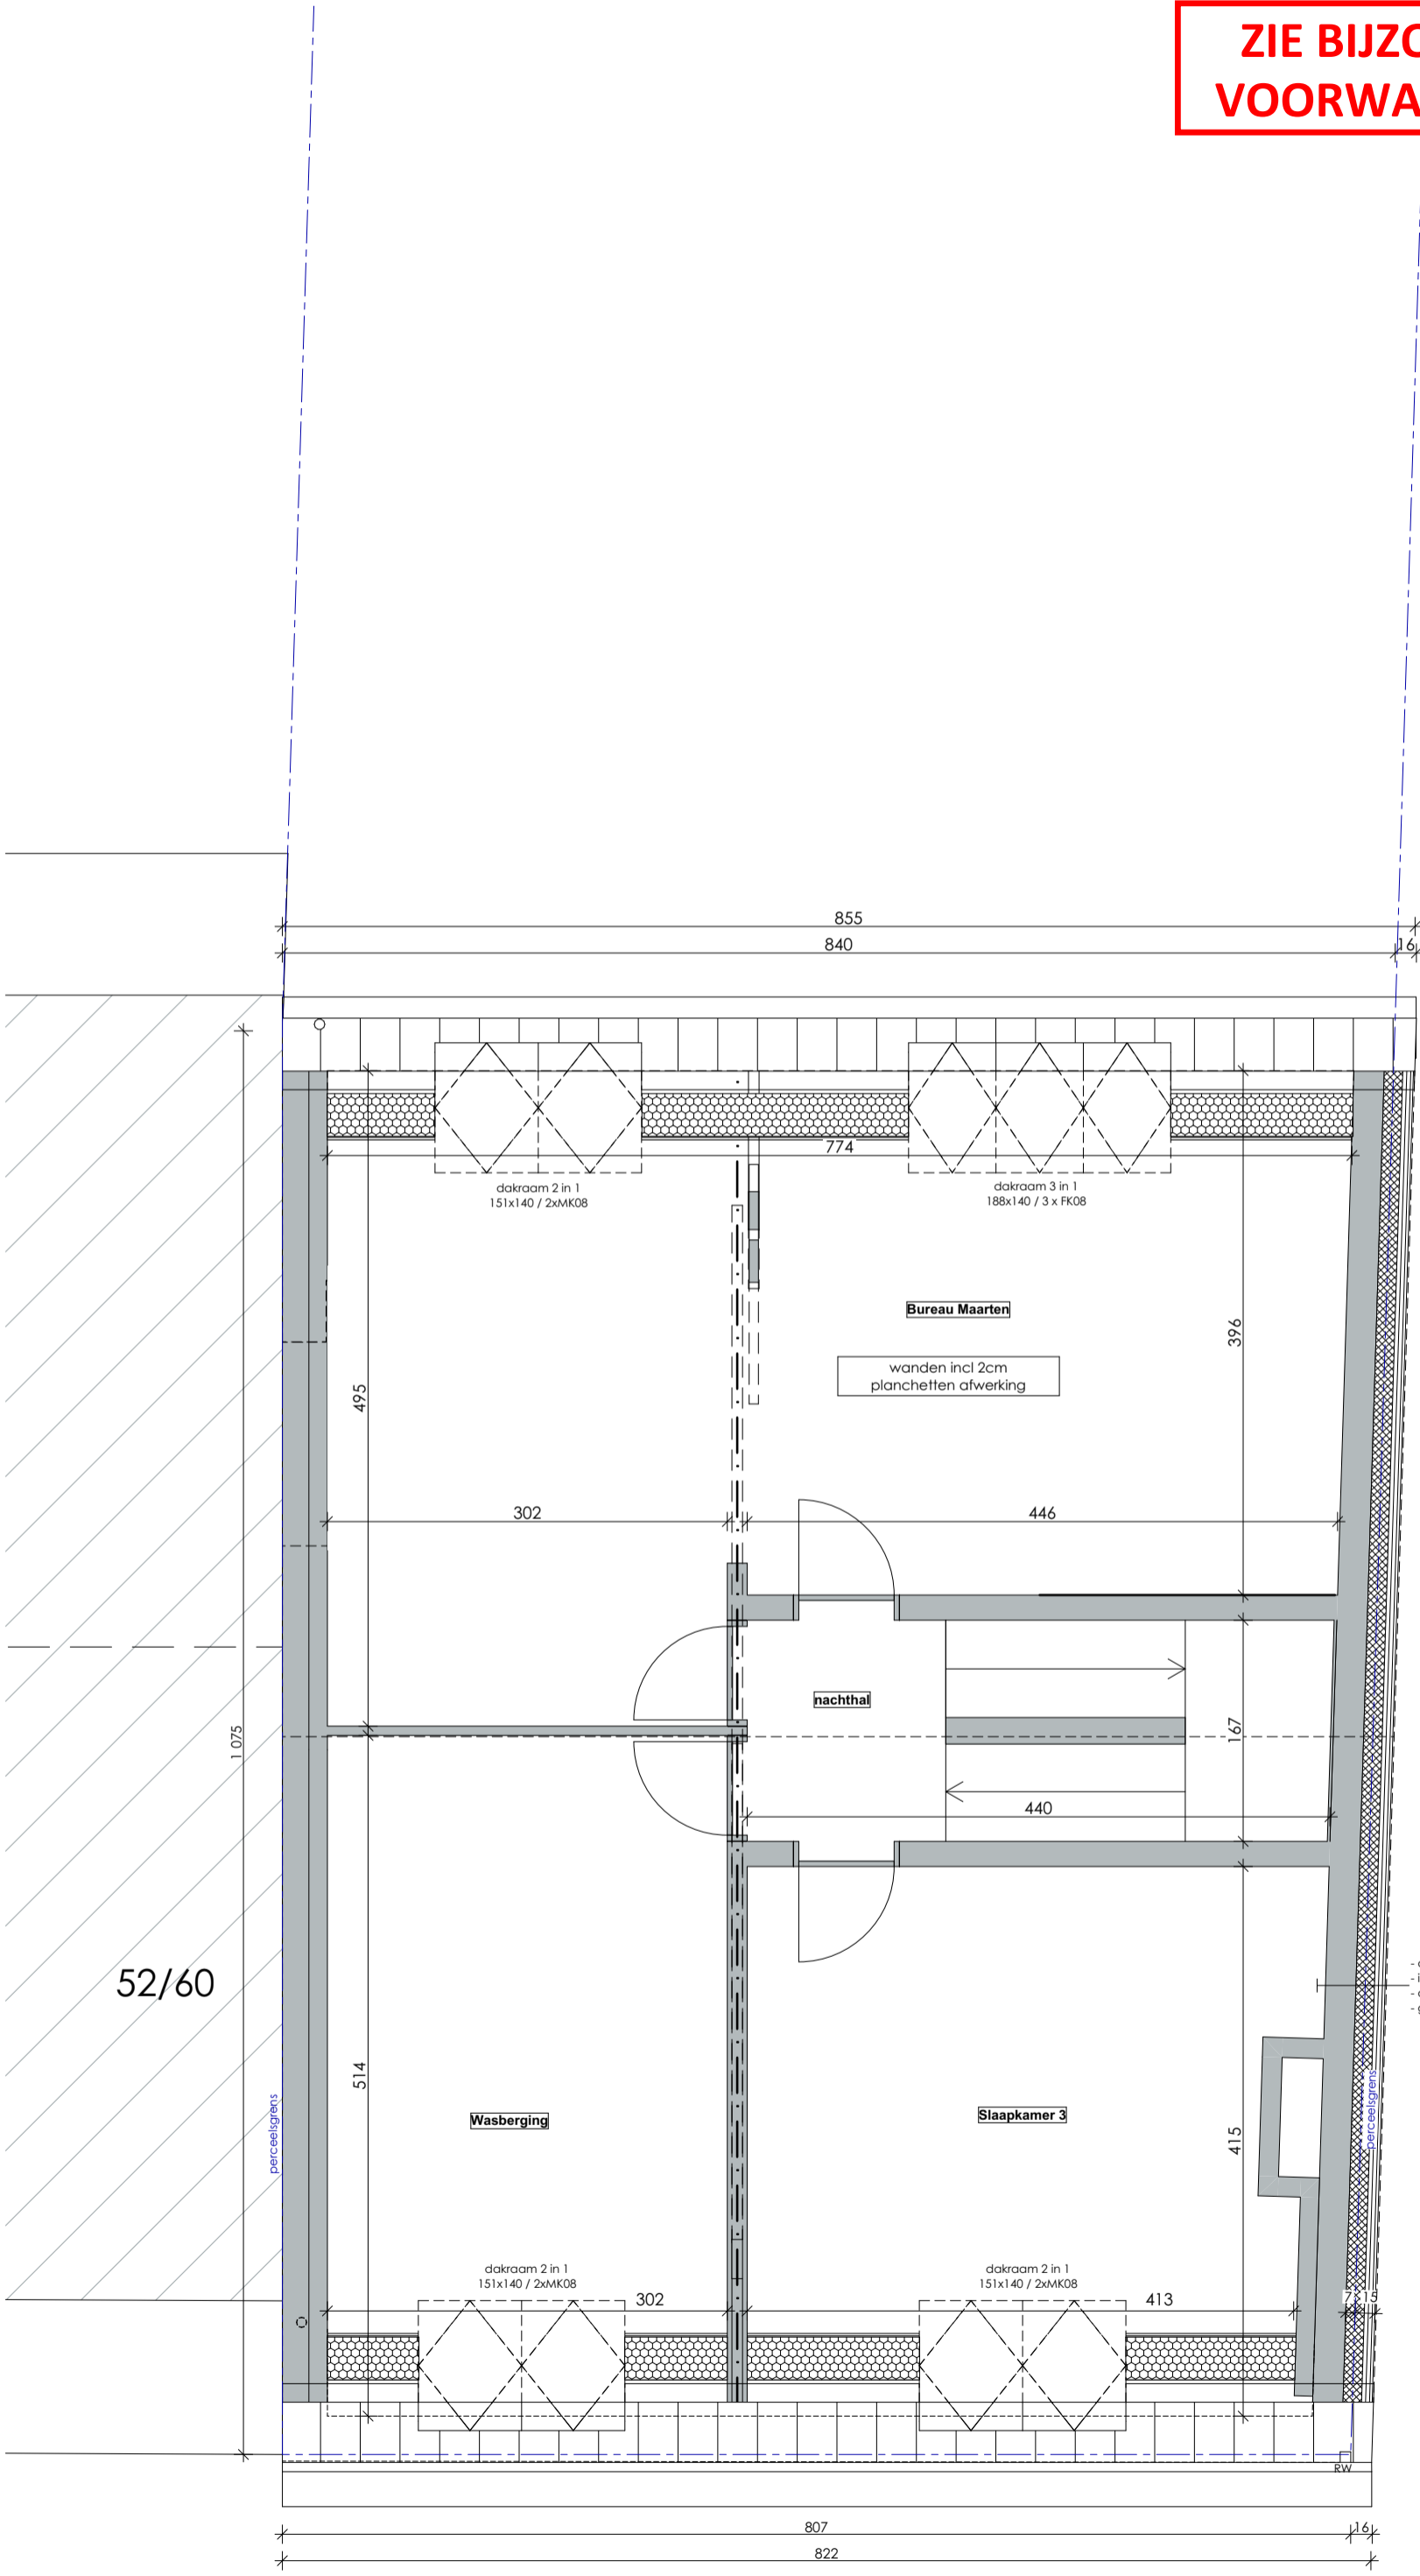 ZIE BIJZO
VOORWA
855
840
16
774
dakraam 2 in 1
151x140 / 2xMK08
dakraam 3 in 1
188x140 / 3 x FK08
Bureau Maarten
396
wanden incl 2cm
planchetten afwerking
495
302
446
nachthal
167
1 075
440
52/60
514
perceelsgrens
Wasberging
Slaapkamer 3
415
perceelsgrens
dakraam 2 in 1
151x140 / 2xMK08
dakraam 2 in 1
151x140 / 2xMK08
302
413
7
15
RW
807
16
822